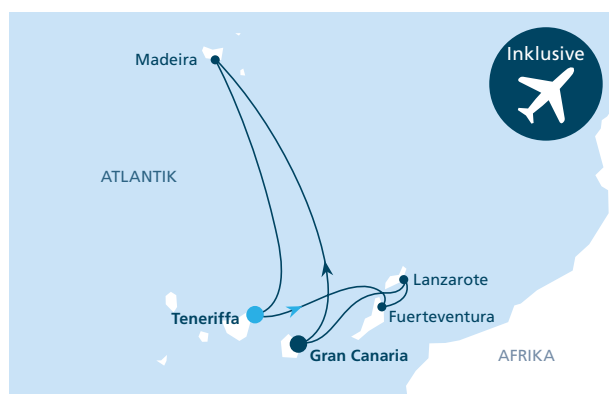 Inklusive
Madeira
ATLANTIK
Lanzarote
Teneriffa
Fuerteventura
Gran Canaria
AFRIKA